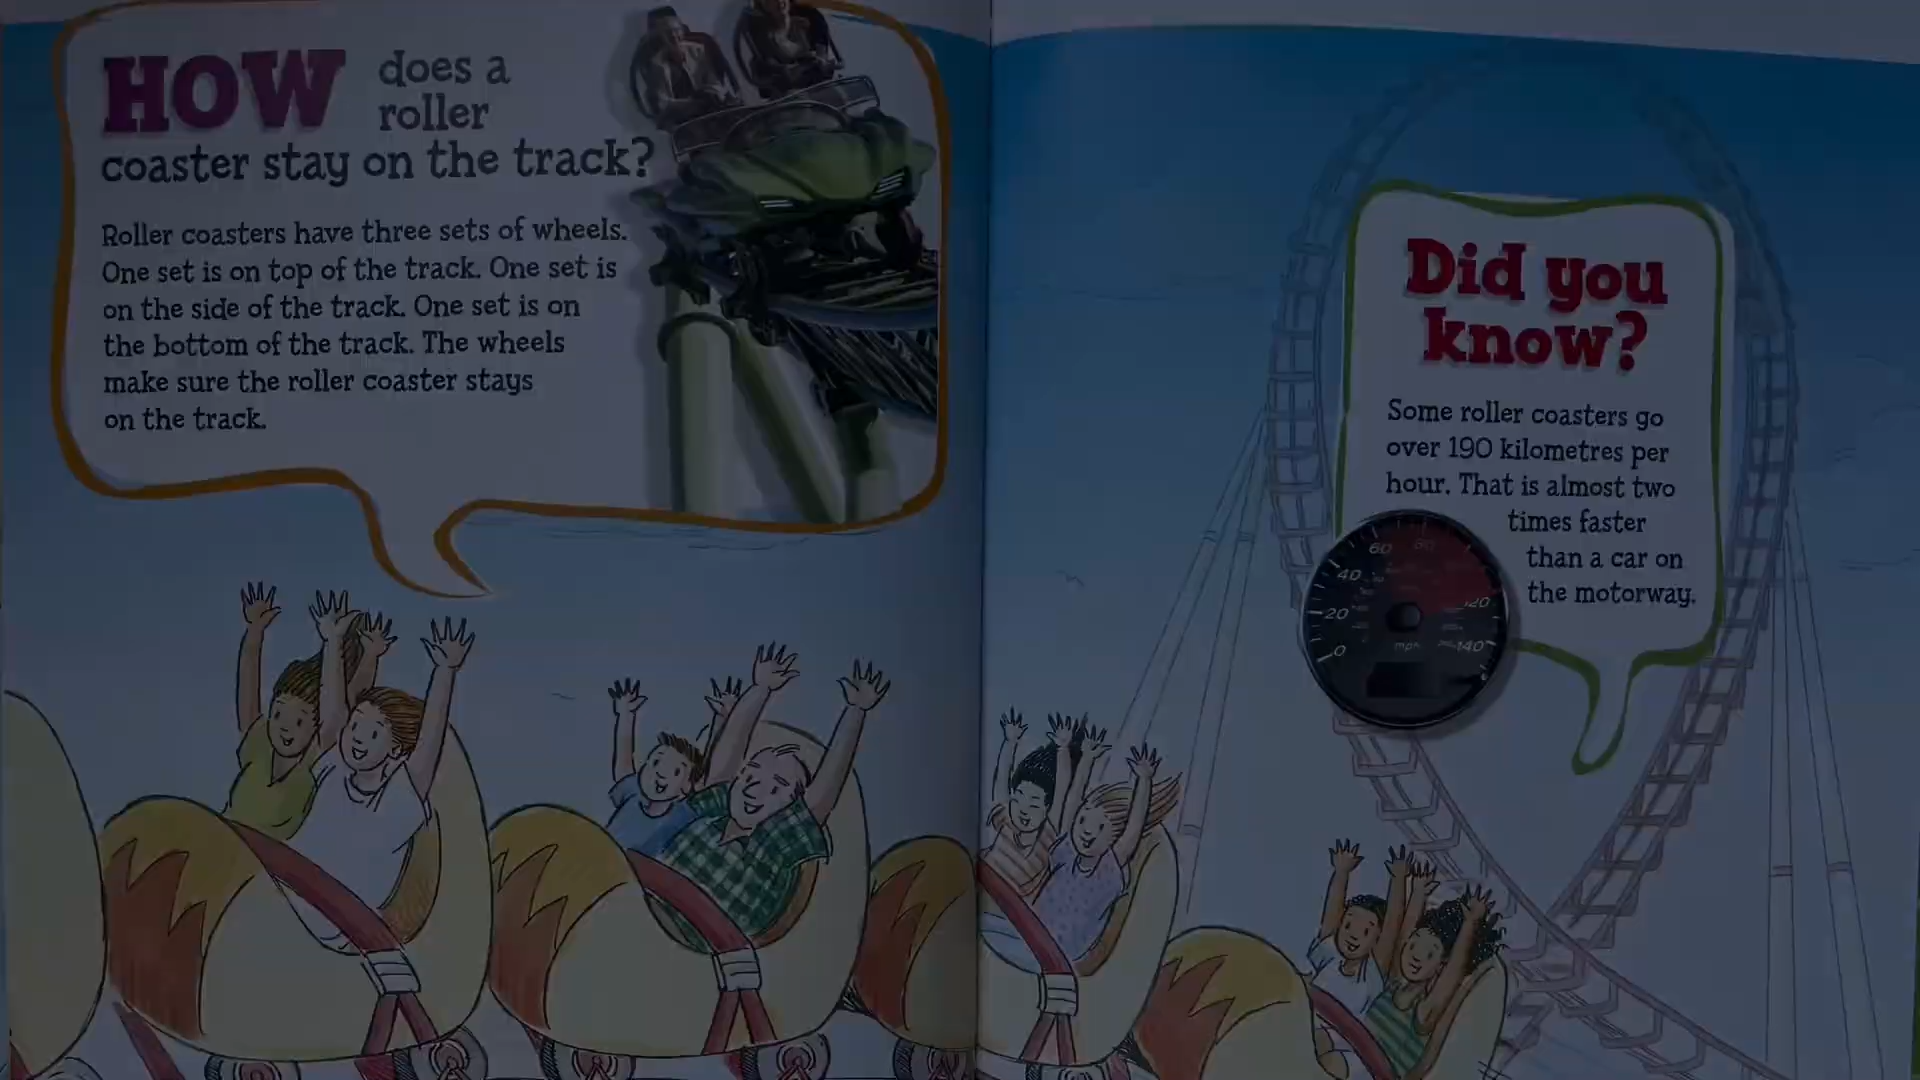 HOW does a
roller
coaster stay on the track?
Roller coasters have three sets of wheels.
One set is on top of the track. One set is
on the side of the track. One set is on
the bottom of the track. The wheels
make sure the roller coaster stays
on the track.
Did you
know?
Some roller coasters go
over 190 kilometres per
hour. That is almost two
times faster
than a car on
the motorway.
60 80
40
20
120
0
mph
140